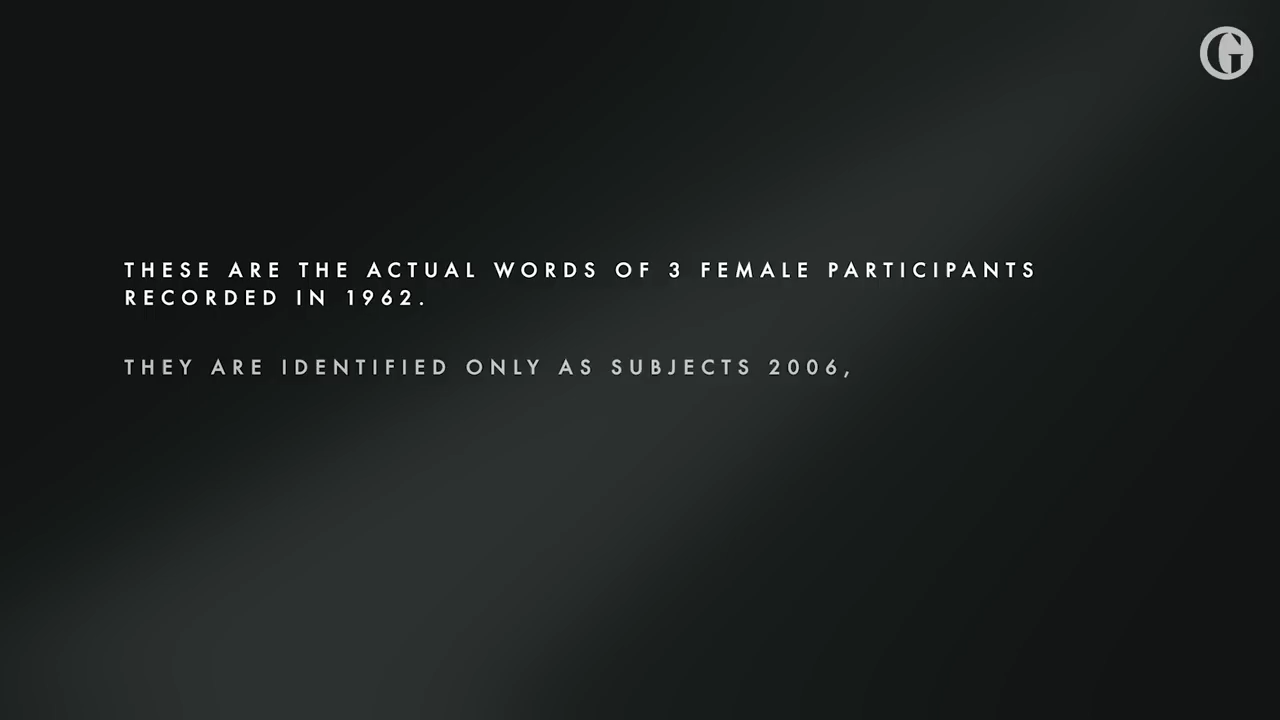 THESE ARE THE ACTUAL WORDS OF 3 FEMALE PARTICIPANTS
RECORDED IN 1962.
THEY ARE IDENTIFIED ONLY AS SUBJECTS 2006,